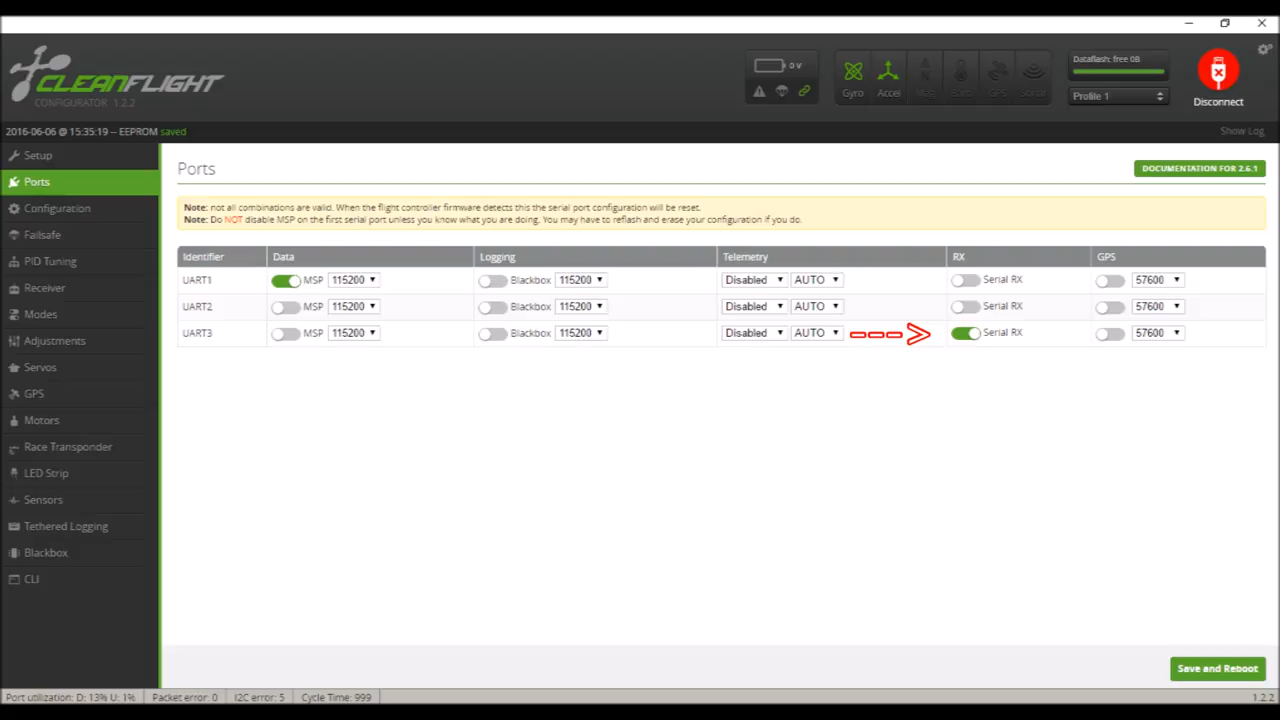 CLEANFLIGHT
CONFIGURATOR 1.2.2
0 V
Gyro Accel Mag Baro GPS Sonar
Dataflash: free 0B
Profile 1
Disconnect
2016-06-06 @ 15:35:19 -- EEPROM saved
Show Log
Setup
Ports
Configuration
Failsafe
PID Tuning
Receiver
Modes
Adjustments
Servos
GPS
Motors
Race Transponder
LED Strip
Sensors
Tethered Logging
Blackbox
CLI
Ports
DOCUMENTATION FOR 2.6.1
Note: not all combinations are valid. When the flight controller firmware detects this the serial port configuration will be reset.
Note: Do NOT disable MSP on the first serial port unless you know what you are doing. You may have to reflash and erase your configuration if you do.
Identifier Data Logging Telemetry RX GPS
UART1 MSP 115200 Blackbox 115200 Disabled AUTO Serial RX 57600
UART2 MSP 115200 Blackbox 115200 Disabled AUTO Serial RX 57600
UART3 MSP 115200 Blackbox 115200 Disabled AUTO Serial RX 57600
Save and Reboot
Port utilization: D: 13% U: 1% Packet error: 0 I2C error: 5 Cycle Time: 999 1.2.2